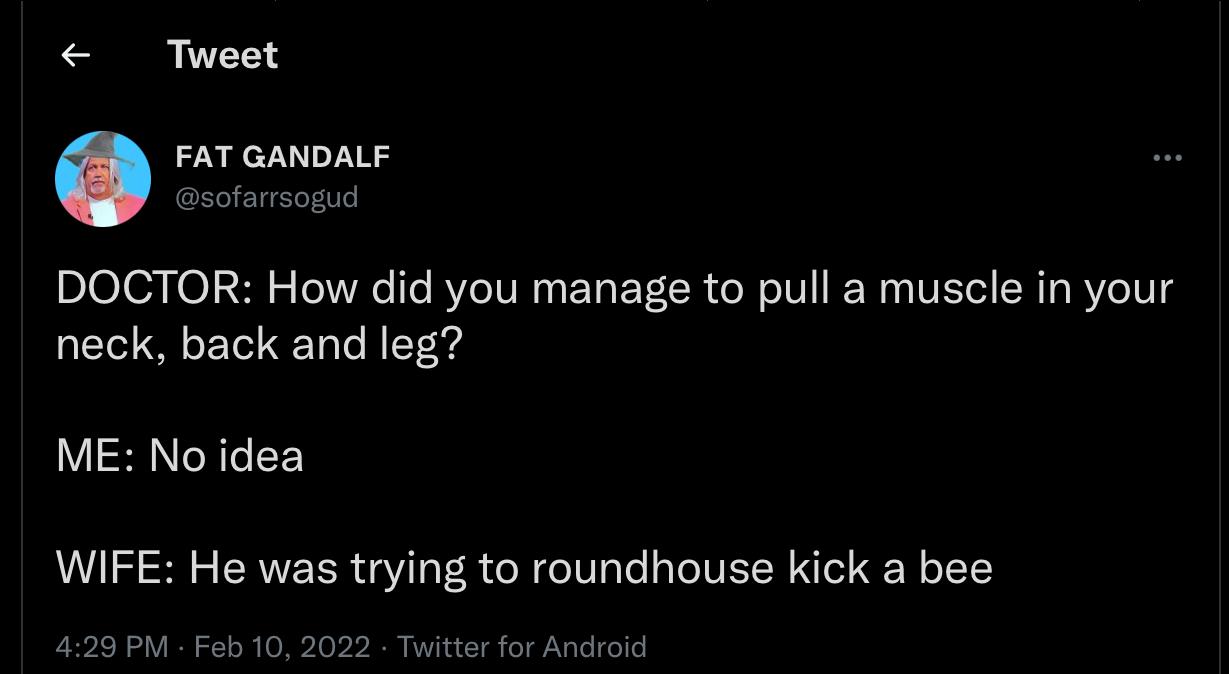 Tweet
FAT GANDALF
@sofarrsogud
DOCTOR: How did you manage to pull a muscle in your
neck, back and leg?
ME: No idea
WIFE: He was trying to roundhouse kick a bee
4:29 PM · Feb 10, 2022 · Twitter for Android